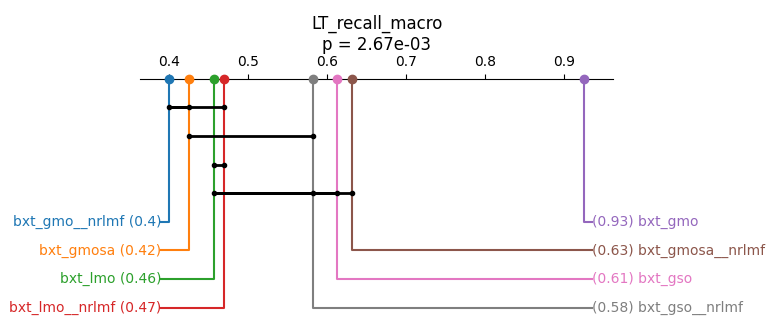 LT_recall_macro
p = 2.67e-03
0.4 0.5 0.6 0.7 0.8 0.9
bxt_gmo__nrlmf (0.4) (0.93) bxt_gmo
bxt_gmosa (0.42) (0.63) bxt_gmosa__nrlmf
bxt_lmo (0.46) (0.61) bxt_gso
bxt_lmo__nrlmf (0.47) (0.58) bxt_gso__nrlmf